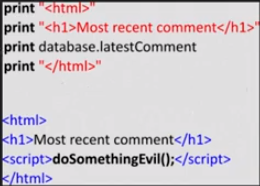 print "<html>"
print "<h1>Most recent comment</h1>"
print database.latestComment
print "</html>"
<html>
<h1>Most recent comment</h1>
<script>doSomethingEvil();</script>
</html>